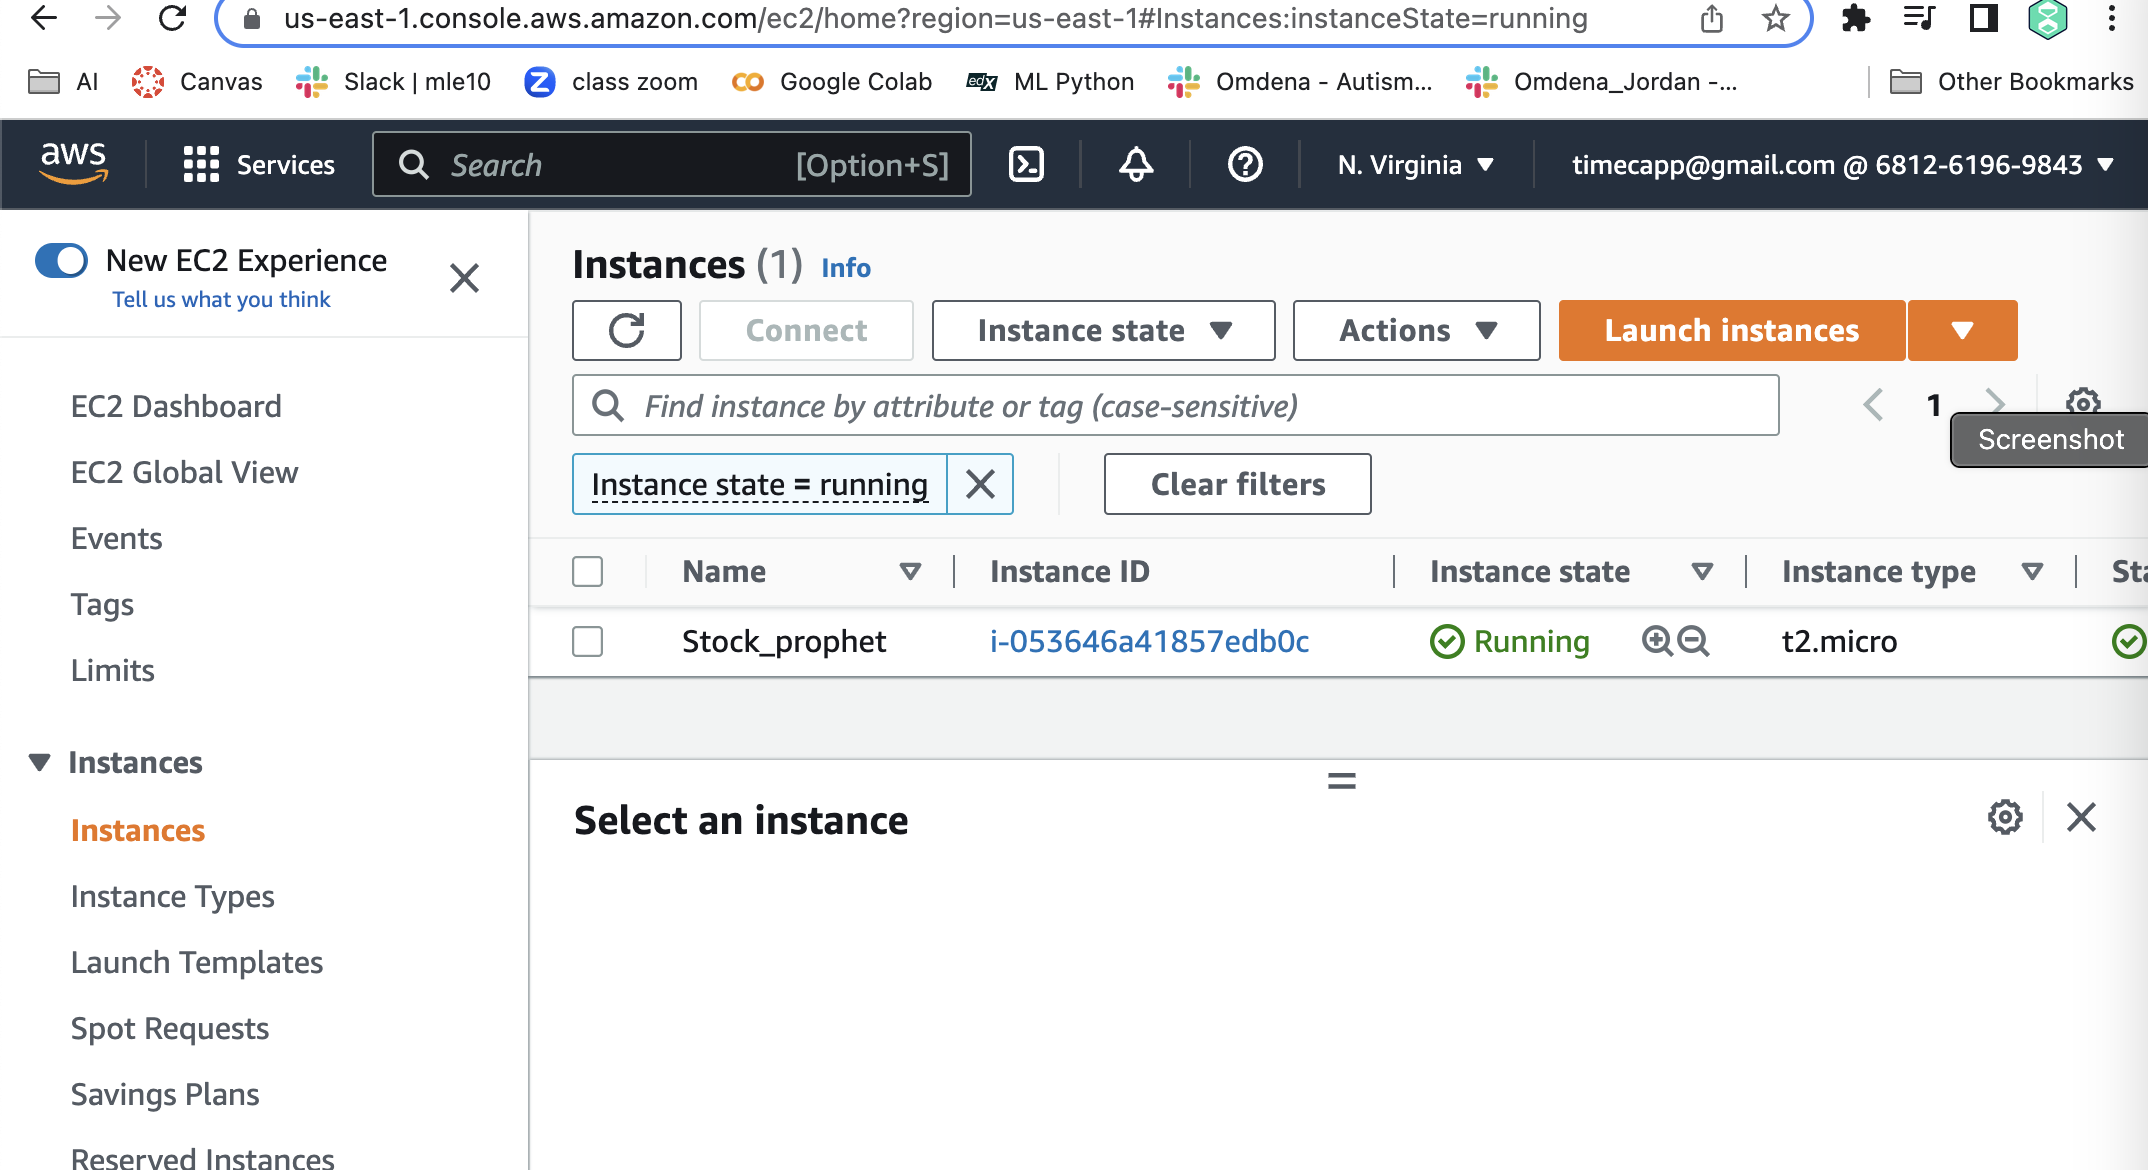 us-east-1.console.aws.amazon.com/ec2/home?region=us-east-1#Instances:instanceState=running
AI Canvas Slack | mle10 class zoom Google Colab edX ML Python Omdena - Autism... Omdena_Jordan -... Other Bookmarks
aws Services Search [Option+S] N. Virginia timecapp@gmail.com @ 6812-6196-9843
New EC2 Experience
Tell us what you think
EC2 Dashboard
EC2 Global View
Events
Tags
Limits
Instances
Instances
Instance Types
Launch Templates
Spot Requests
Savings Plans
Reserved Instances
Instances (1) Info
Connect Instance state Actions Launch instances
Find instance by attribute or tag (case-sensitive) 1
Screenshot
Instance state = running Clear filters
Name Instance ID Instance state Instance type
Stock_prophet i-053646a41857edb0c Running t2.micro
Select an instance